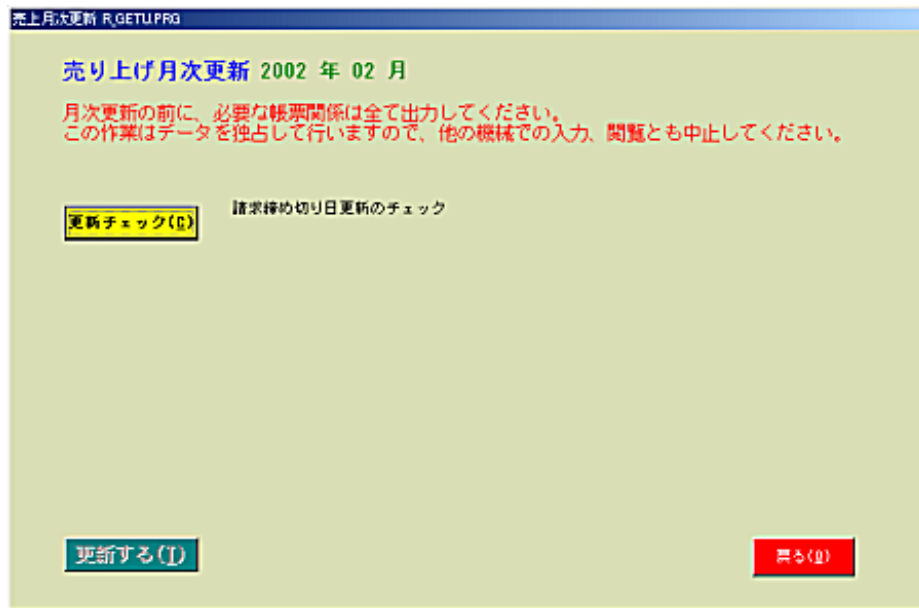 売上月次更新 R_GETU.PRG
売り上げ月次更新 2002 年 02 月
月次更新の前に、必要な帳票関係は全て出力してください。
この作業はデータを独占して行いますので、他の機械での入力、閲覧とも中止してください。
更新チェック(C) 請求締め切り日更新のチェック
更新する(T) 戻る(B)